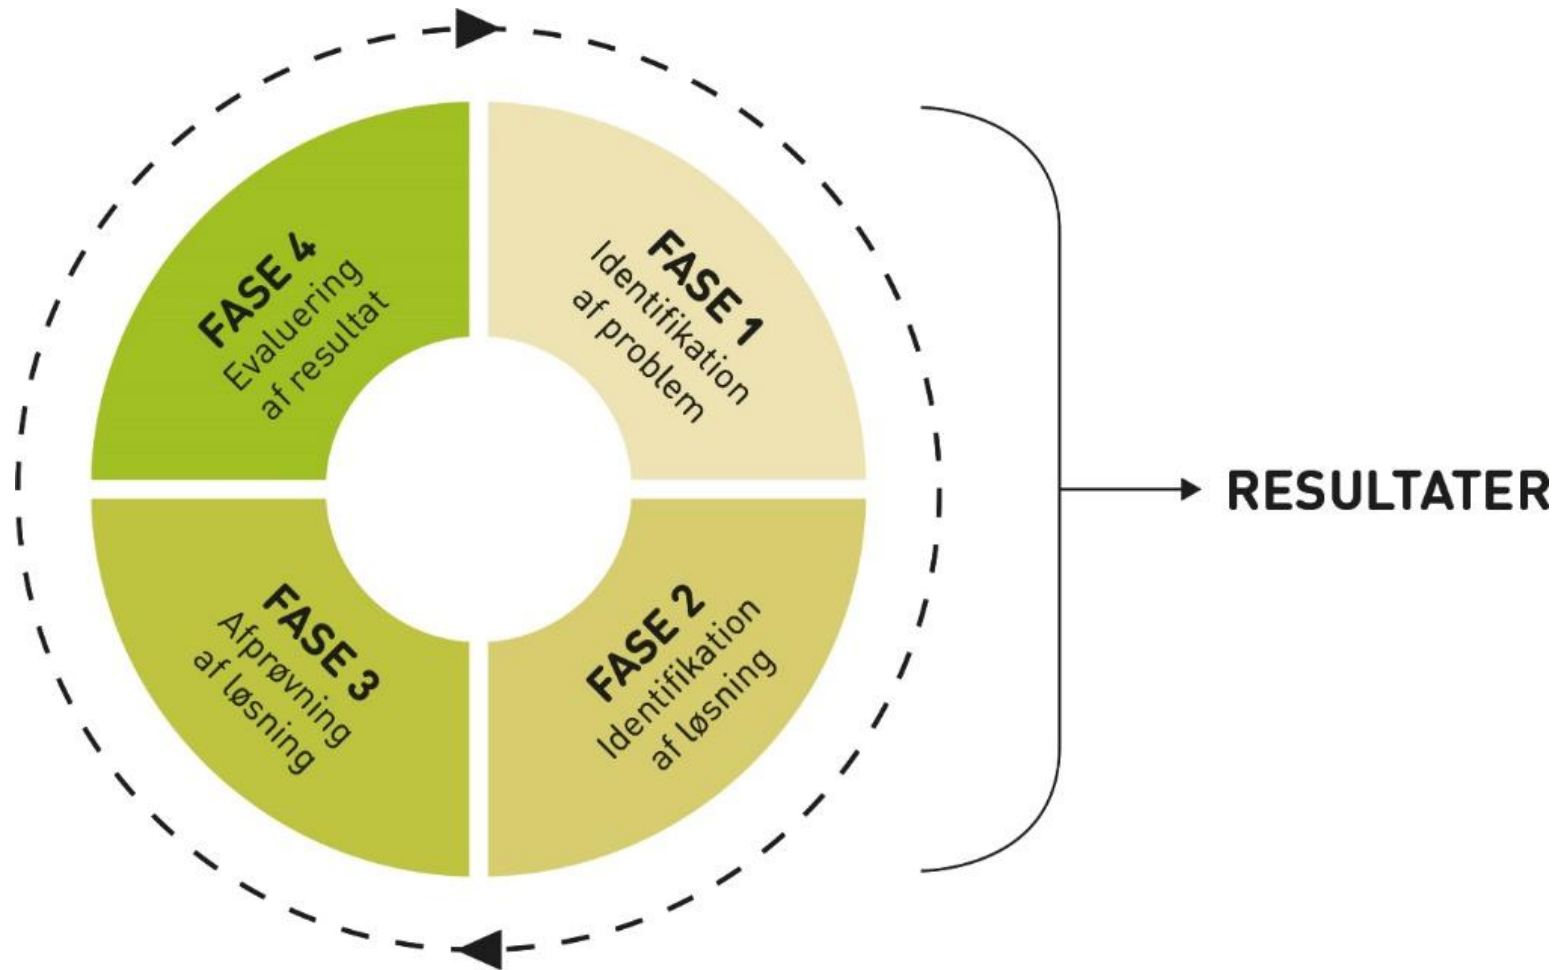 FASE 1
Identifikation
af problem
FASE 2
Identifikation
af løsning
FASE 3
Afprøvning
af løsning
FASE 4
Evaluering
af resultat
RESULTATER